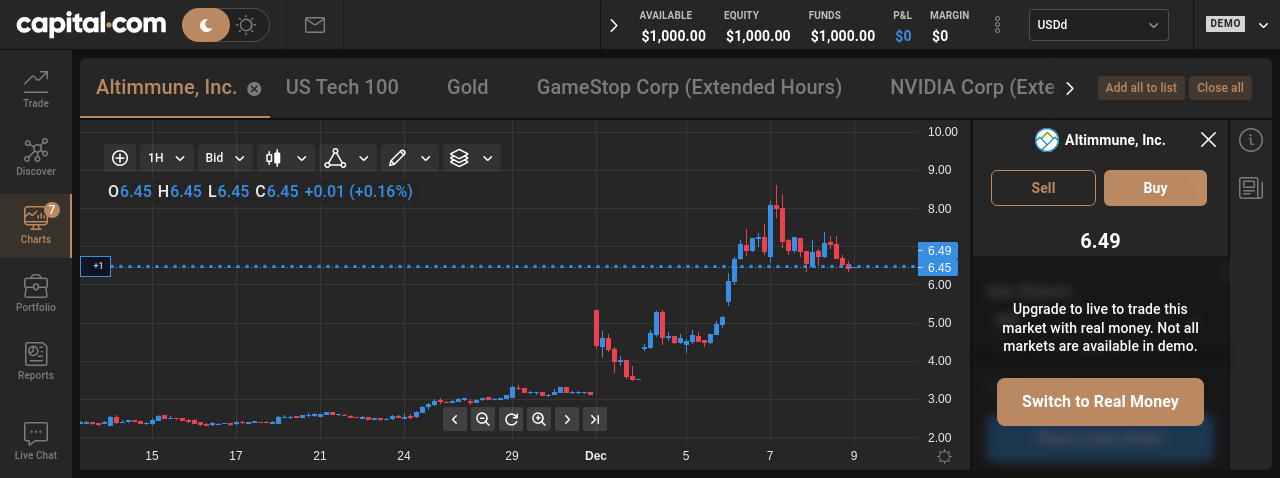 capital.com
AVAILABLE EQUITY FUNDS P&L MARGIN
$1,000.00 $1,000.00 $1,000.00 $0 $0
USDd
DEMO
Trade
Discover
7
Charts
Portfolio
Reports
Live Chat
Altimmune, Inc. US Tech 100 Gold GameStop Corp (Extended Hours) NVIDIA Corp (Exte
Add all to list Close all
1H Bid
O6.45 H6.45 L6.45 C6.45 +0.01 (+0.16%)
+1
10.00
9.00
8.00
6.49
6.45
6.00
5.00
4.00
3.00
2.00
15 17 21 24 29 Dec 5 7 9
Altimmune, Inc.
Sell Buy
6.49
Upgrade to live to trade this
market with real money. Not all
markets are available in demo.
Switch to Real Money